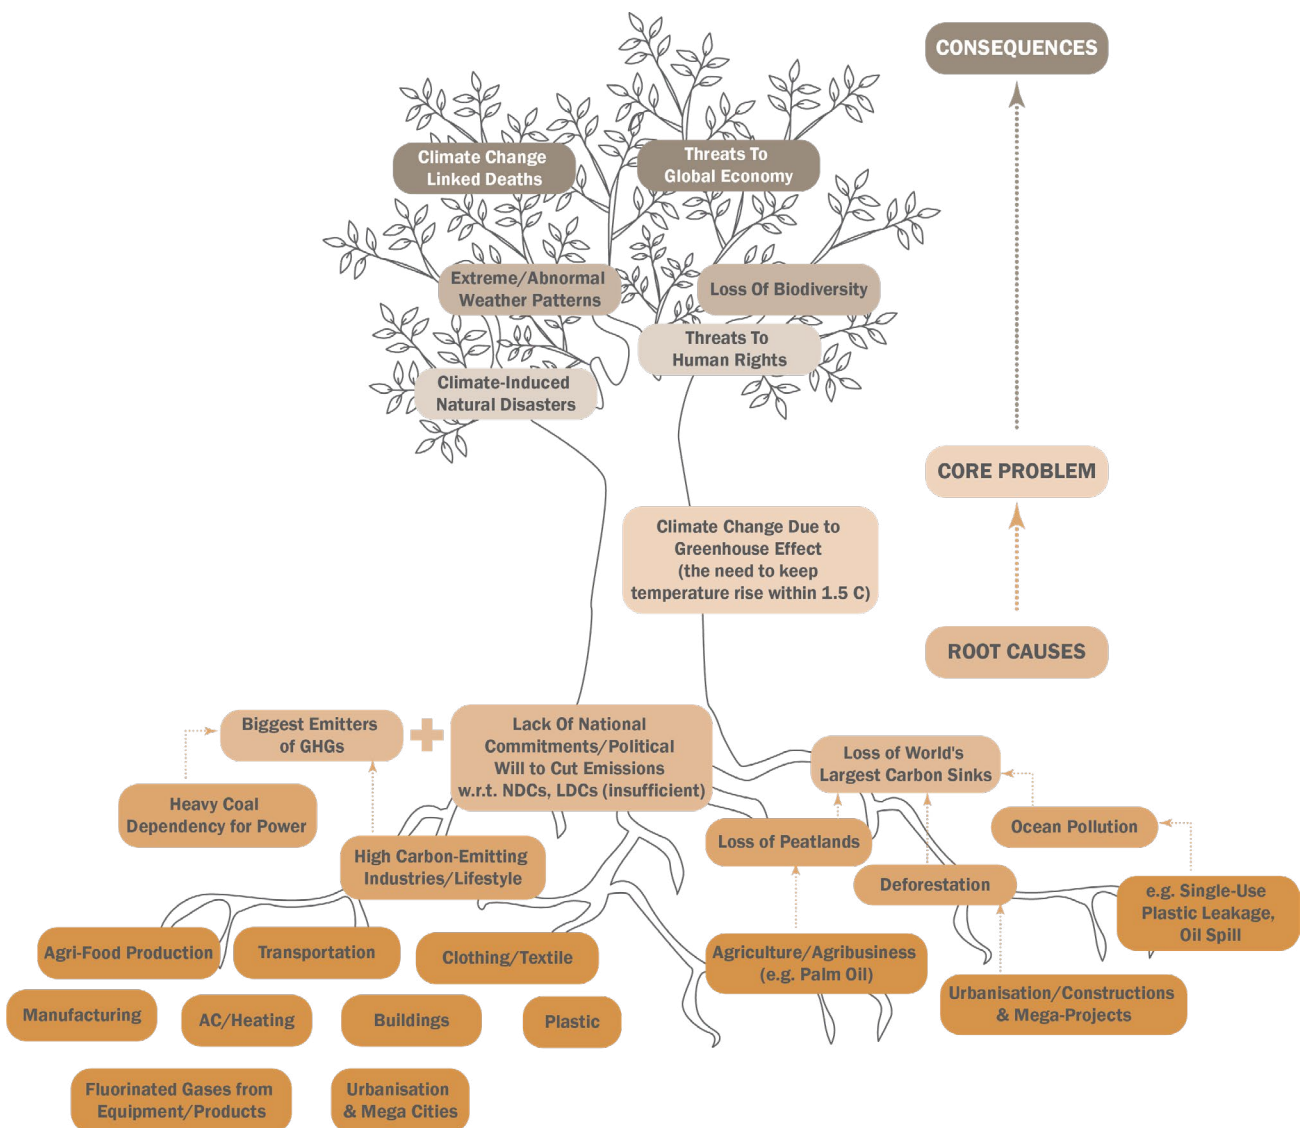 CONSEQUENCES
Climate Change
Linked Deaths
Threats To
Global Economy
Extreme/Abnormal
Weather Patterns
Loss Of Biodiversity
Threats To
Human Rights
Climate-Induced
Natural Disasters
CORE PROBLEM
Climate Change Due to
Greenhouse Effect
(the need to keep
temperature rise within 1.5 C)
ROOT CAUSES
Biggest Emitters
of GHGs
Lack Of National
Commitments/Political
Will to Cut Emissions
w.r.t. NDCs, LDCs (insufficient)
Loss of World's
Largest Carbon Sinks
Heavy Coal
Dependency for Power
High Carbon-Emitting
Industries/Lifestyle
Loss of Peatlands
Ocean Pollution
Deforestation
e.g. Single-Use
Plastic Leakage,
Oil Spill
Agri-Food Production
Transportation
Clothing/Textile
Agriculture/Agribusiness
(e.g. Palm Oil)
Urbanisation/Constructions
& Mega-Projects
Manufacturing
AC/Heating
Buildings
Plastic
Fluorinated Gases from
Equipment/Products
Urbanisation
& Mega Cities